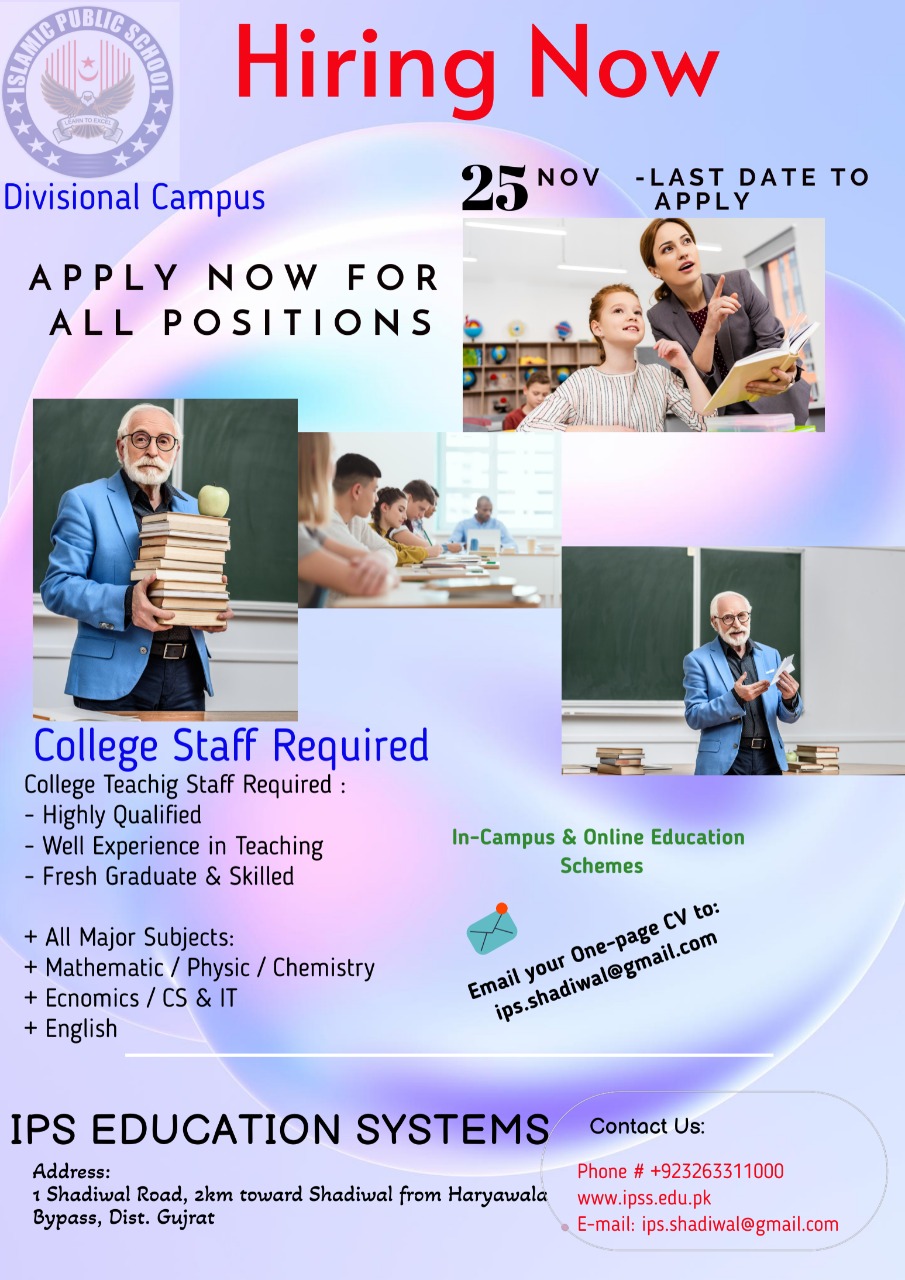 ISLAMIC PUBLIC SCHOOL
LEARN TO EXCEL
Hiring Now
Divisional Campus
25 NOV -LAST DATE TO
APPLY
APPLY NOW FOR
ALL POSITIONS
College Staff Required
College Teachig Staff Required :
- Highly Qualified
- Well Experience in Teaching
- Fresh Graduate & Skilled
+ All Major Subjects:
+ Mathematic / Physic / Chemistry
+ Ecnomics / CS & IT
+ English
In-Campus & Online Education
Schemes
Email your One-page CV to:
ips.shadiwal@gmail.com
IPS EDUCATION SYSTEMS
Address:
1 Shadiwal Road, 2km toward Shadiwal from Haryawala
Bypass, Dist. Gujrat
Contact Us:
Phone # +923263311000
www.ipss.edu.pk
E-mail: ips.shadiwal@gmail.com